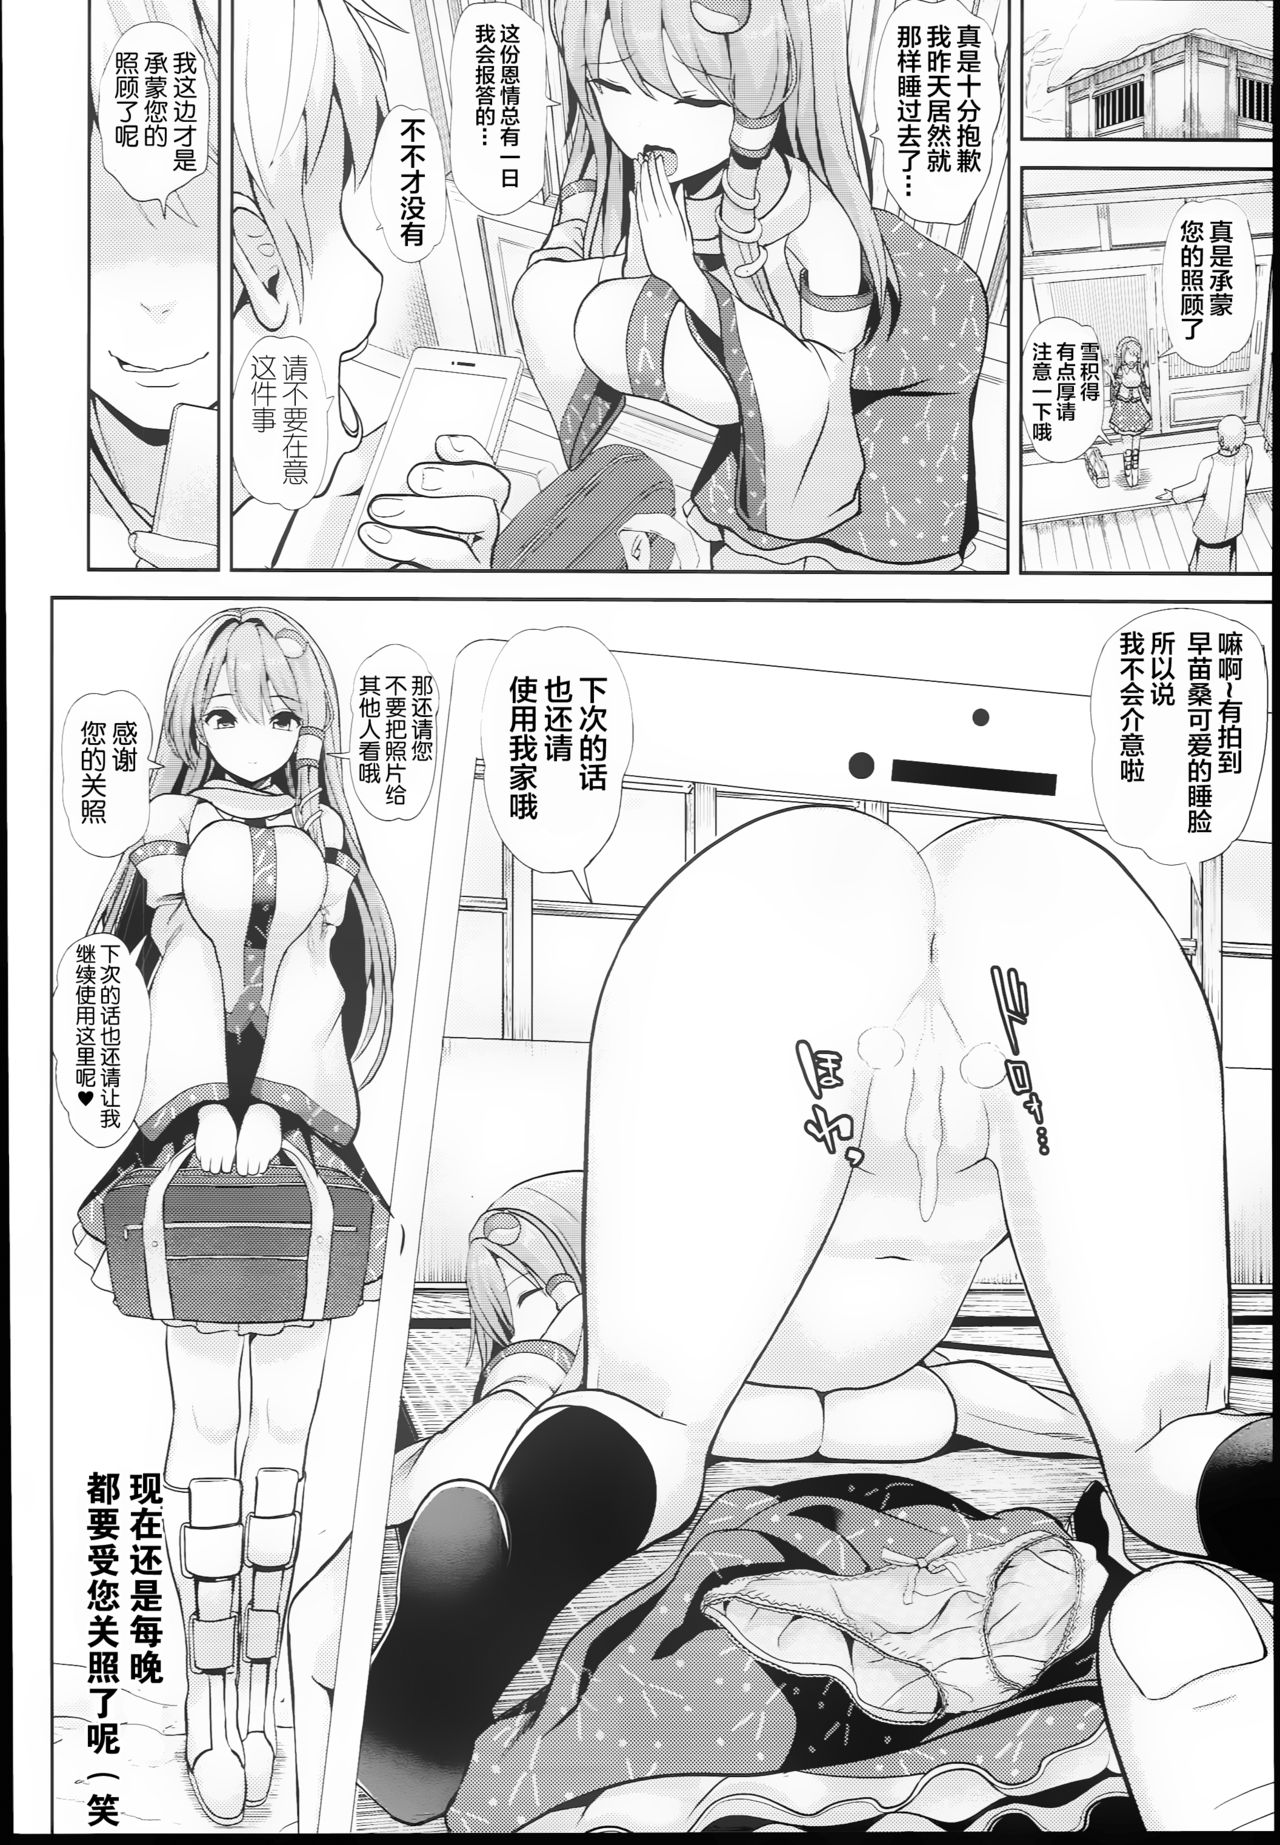 真是承蒙
您的照顾了
雪积得
有点厚请
注意一下哦
真是十分抱歉
我昨天居然就
那样睡过去了…
这份恩情总有一日
我会报答的…
不不才没有
请不要在意
这件事
我这边才是
承蒙您的
照顾了呢
嘛啊~有拍到
早苗桑可爱的睡脸
所以说
我不会介意啦
下次的话
也还请
使用我家哦
那还请您
不要把照片给
其他人看哦
感谢
您的关照
下次的话也还请让我
继续使用这里呢♥
现在还是每晚
都要受您关照了呢（笑